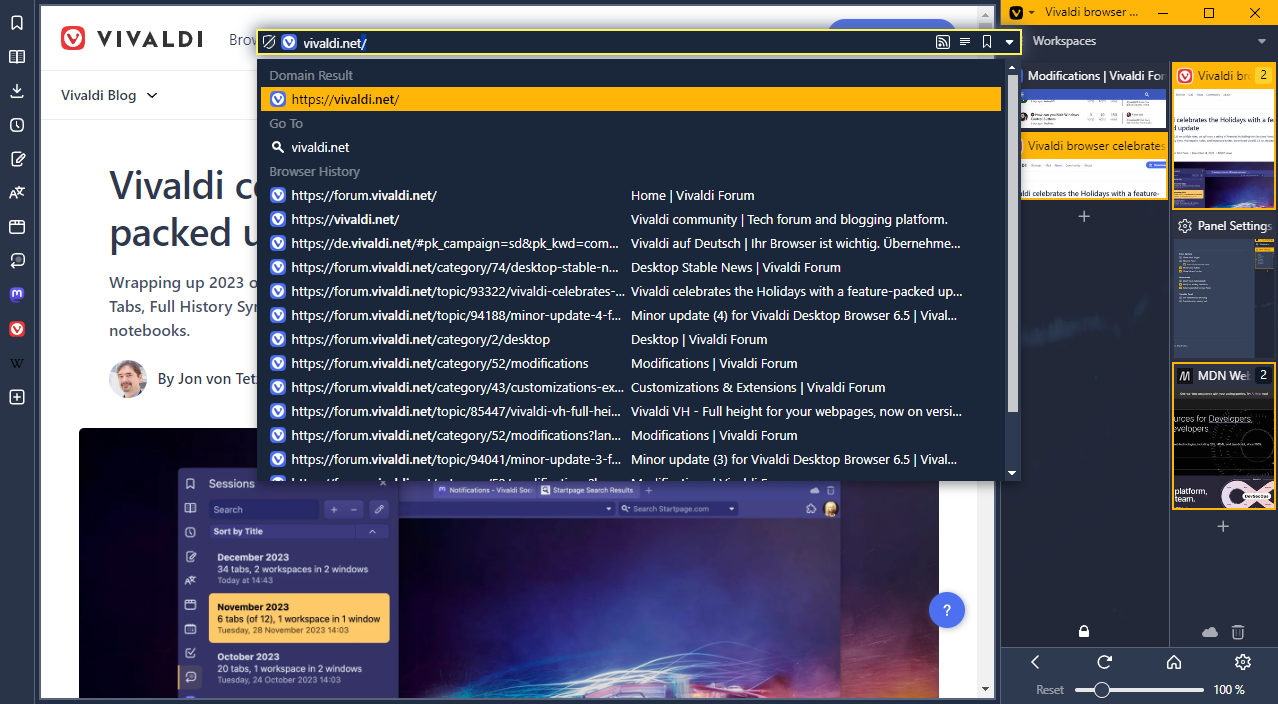 VIVALDI
Vivaldi Blog
Vivaldi
packed
Wrapping up 2023
Tabs, Full History
notebooks.
By Jon von
vivaldi.net/
Domain Result
https://vivaldi.net/
Go To
vivaldi.net
Browser History
https://forum.vivaldi.net/ Home | Vivaldi Forum
https://vivaldi.net/ Vivaldi community | Tech forum and blogging platform.
https://de.vivaldi.net/#pk_campaign=sd&pk_kwd=com... Vivaldi auf Deutsch | Ihr Browser ist wichtig. Übernehme...
https://forum.vivaldi.net/category/74/desktop-stable-n... Desktop Stable News | Vivaldi Forum
https://forum.vivaldi.net/topic/93522/vivaldi-celebrates-... Vivaldi celebrates the Holidays with a feature-packed up...
https://forum.vivaldi.net/topic/94188/minor-update-4-f... Minor update (4) for Vivaldi Desktop Browser 6.5 | Vival...
https://forum.vivaldi.net/category/2/desktop Desktop | Vivaldi Forum
https://forum.vivaldi.net/category/52/modifications Modifications | Vivaldi Forum
https://forum.vivaldi.net/category/43/customizations-ex... Customizations & Extensions | Vivaldi Forum
https://forum.vivaldi.net/topic/85447/vivaldi-vh-full-hei... Vivaldi VH - Full height for your webpages, now on versi...
https://forum.vivaldi.net/category/52/modifications?lan... Modifications | Vivaldi Forum
https://forum.vivaldi.net/topic/94041/minor-update-3-f... Minor update (3) for Vivaldi Desktop Browser 6.5 | Vival...
Sessions
Search
Sort by Title
December 2023
34 tabs, 2 workspaces in 2 windows
Today at 14:43
November 2023
6 tabs (of 12), 1 workspace in 1 window
Tuesday, 28 November 2023 14:03
October 2023
20 tabs, 1 workspace in 2 windows
Tuesday, 24 October 2023 14:03
Notifications - Vivaldi Soc
Startpage Search Results
Search Startpage.com
?
Vivaldi browser ...
Workspaces
Modifications | Vivaldi For
Vivaldi browser celebrates
ldi celebrates the Holidays with a feature-
Vivaldi br 2
i celebrates the Holidays with a fea
d update
Panel Settings
MDN Web 2
urces for Developers,
evelopers
platform,
team.
DevSecOps
Reset 100 %